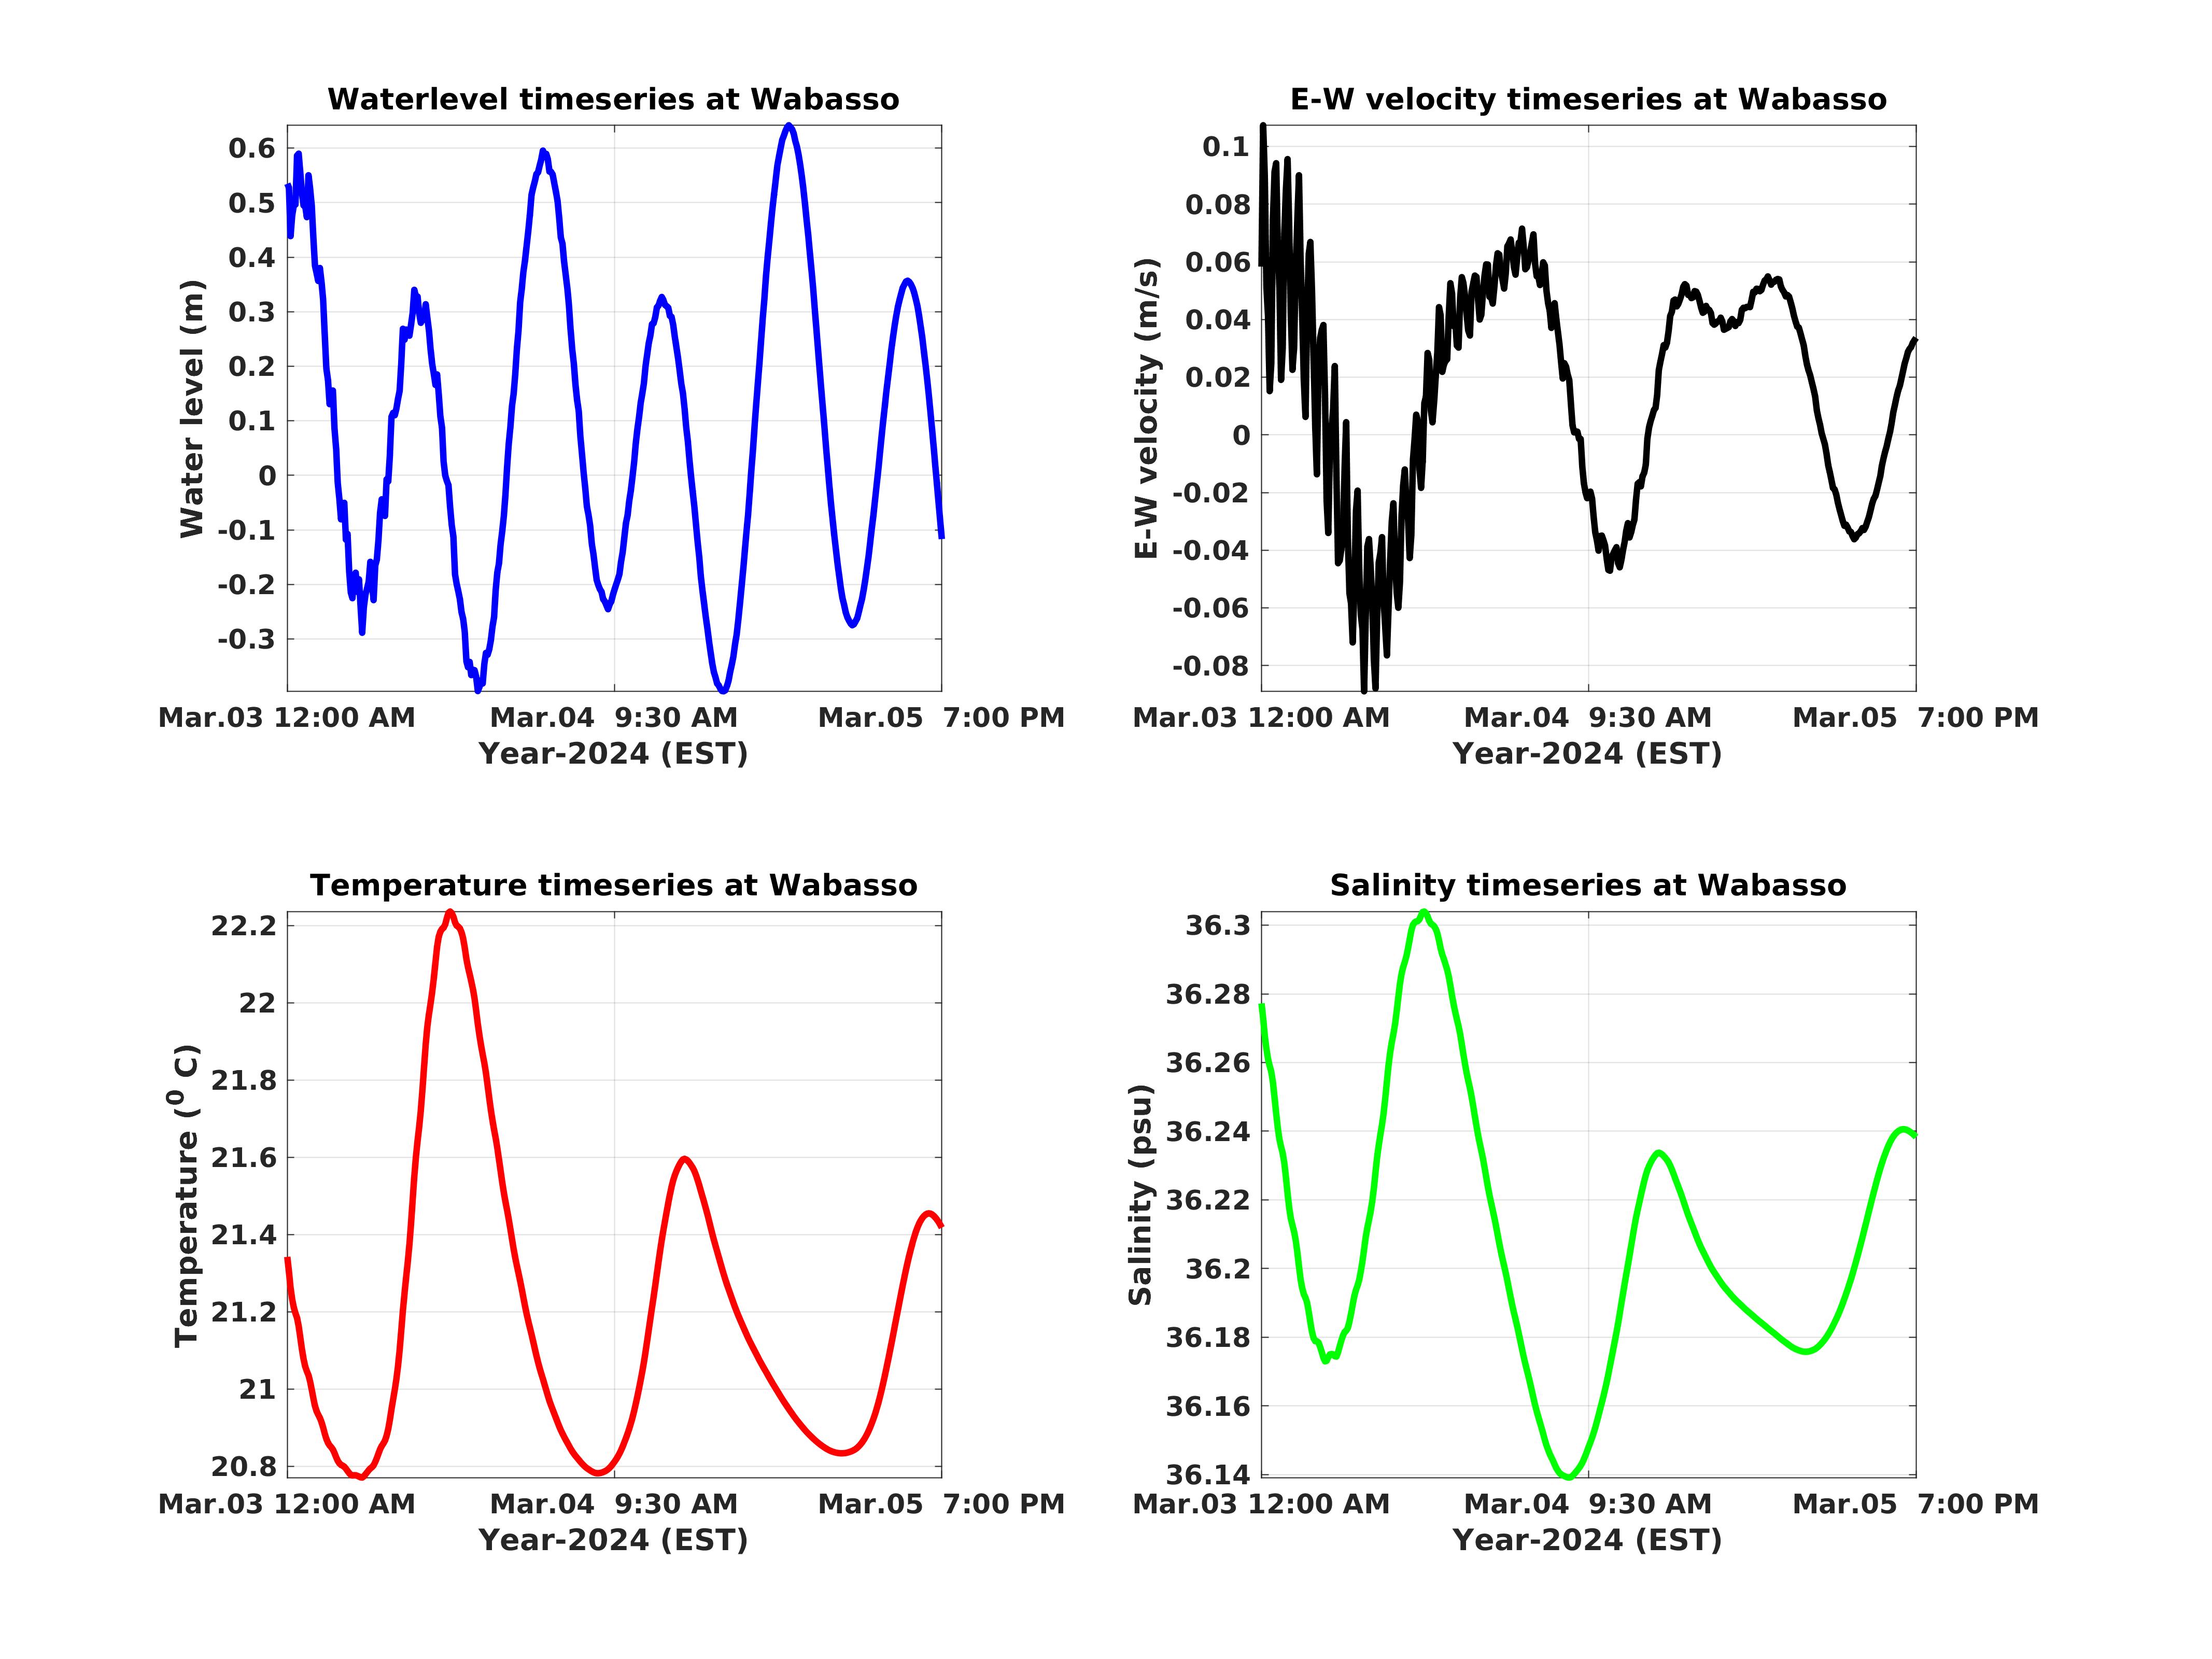 Waterlevel timeseries at Wabasso
0.6
0.5
0.4
0.3
0.2
0.1
0
-0.1
-0.2
-0.3
Water level (m)
Mar.03 12:00 AM
Mar.04 9:30 AM
Mar.05 7:00 PM
Year-2024 (EST)
E-W velocity timeseries at Wabasso
0.1
0.08
0.06
0.04
0.02
0
-0.02
-0.04
-0.06
-0.08
E-W velocity (m/s)
Mar.03 12:00 AM
Mar.04 9:30 AM
Mar.05 7:00 PM
Year-2024 (EST)
Temperature timeseries at Wabasso
22.2
22
21.8
21.6
21.4
21.2
21
20.8
Temperature (⁰ C)
Mar.03 12:00 AM
Mar.04 9:30 AM
Mar.05 7:00 PM
Year-2024 (EST)
Salinity timeseries at Wabasso
36.3
36.28
36.26
36.24
36.22
36.2
36.18
36.16
36.14
Salinity (psu)
Mar.03 12:00 AM
Mar.04 9:30 AM
Mar.05 7:00 PM
Year-2024 (EST)